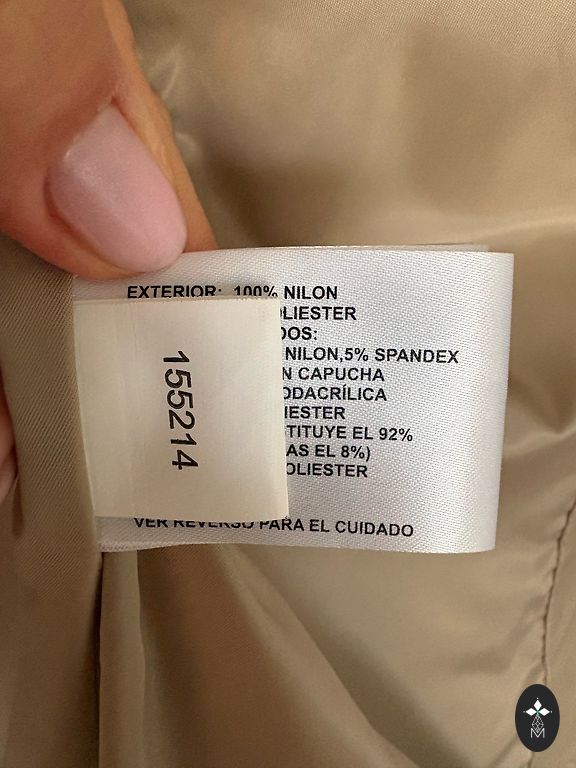 EXTERIOR: 100% NILON
OLIESTER
DOS:
NILON,5% SPANDEX
N CAPUCHA
ODACRÍLICA
IESTER
TITUYE EL 92%
AS EL 8%)
OLIESTER
VER REVERSO PARA EL CUIDADO
155214
M